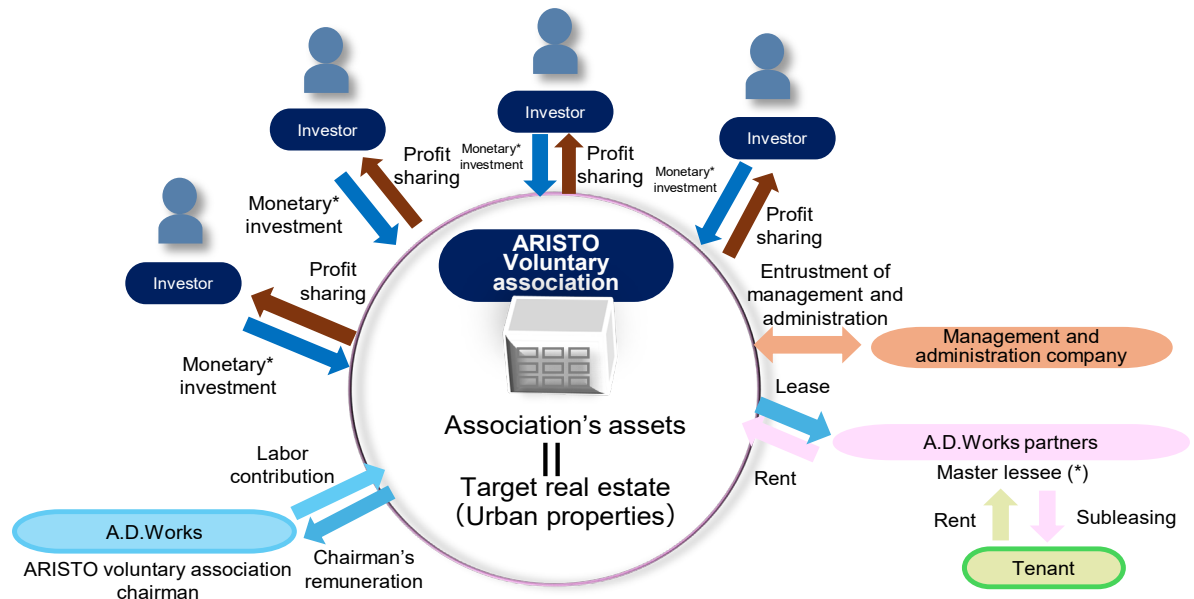 Investor
Profit
sharing
Monetary*
investment
Investor
Monetary*
investment
Profit
sharing
Investor
Monetary*
investment
Profit
sharing
Investor
Profit
sharing
Monetary*
investment
ARISTO
Voluntary
association
Association’s assets
Target real estate
（Urban properties）
Entrustment of
management and
administration
Management and
administration company
Lease
A.D.Works partners
Master lessee (*)
Rent
Rent
Subleasing
Tenant
Labor
contribution
A.D.Works
ARISTO voluntary association
chairman
Chairman’s
remuneration